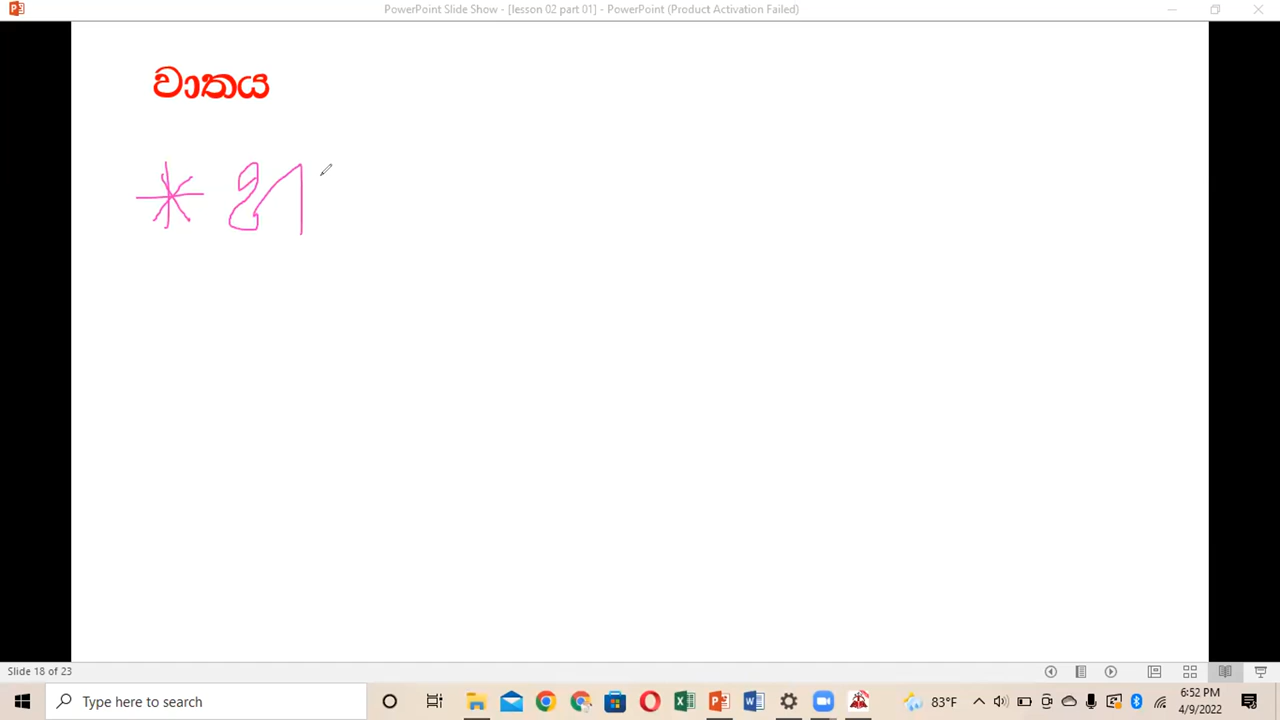 PowerPoint Slide Show - [lesson 02 part 01] - PowerPoint (Product Activation Failed)
වාතය
*
Slide 18 of 23
Type here to search
83°F
6:52 PM
4/9/2022